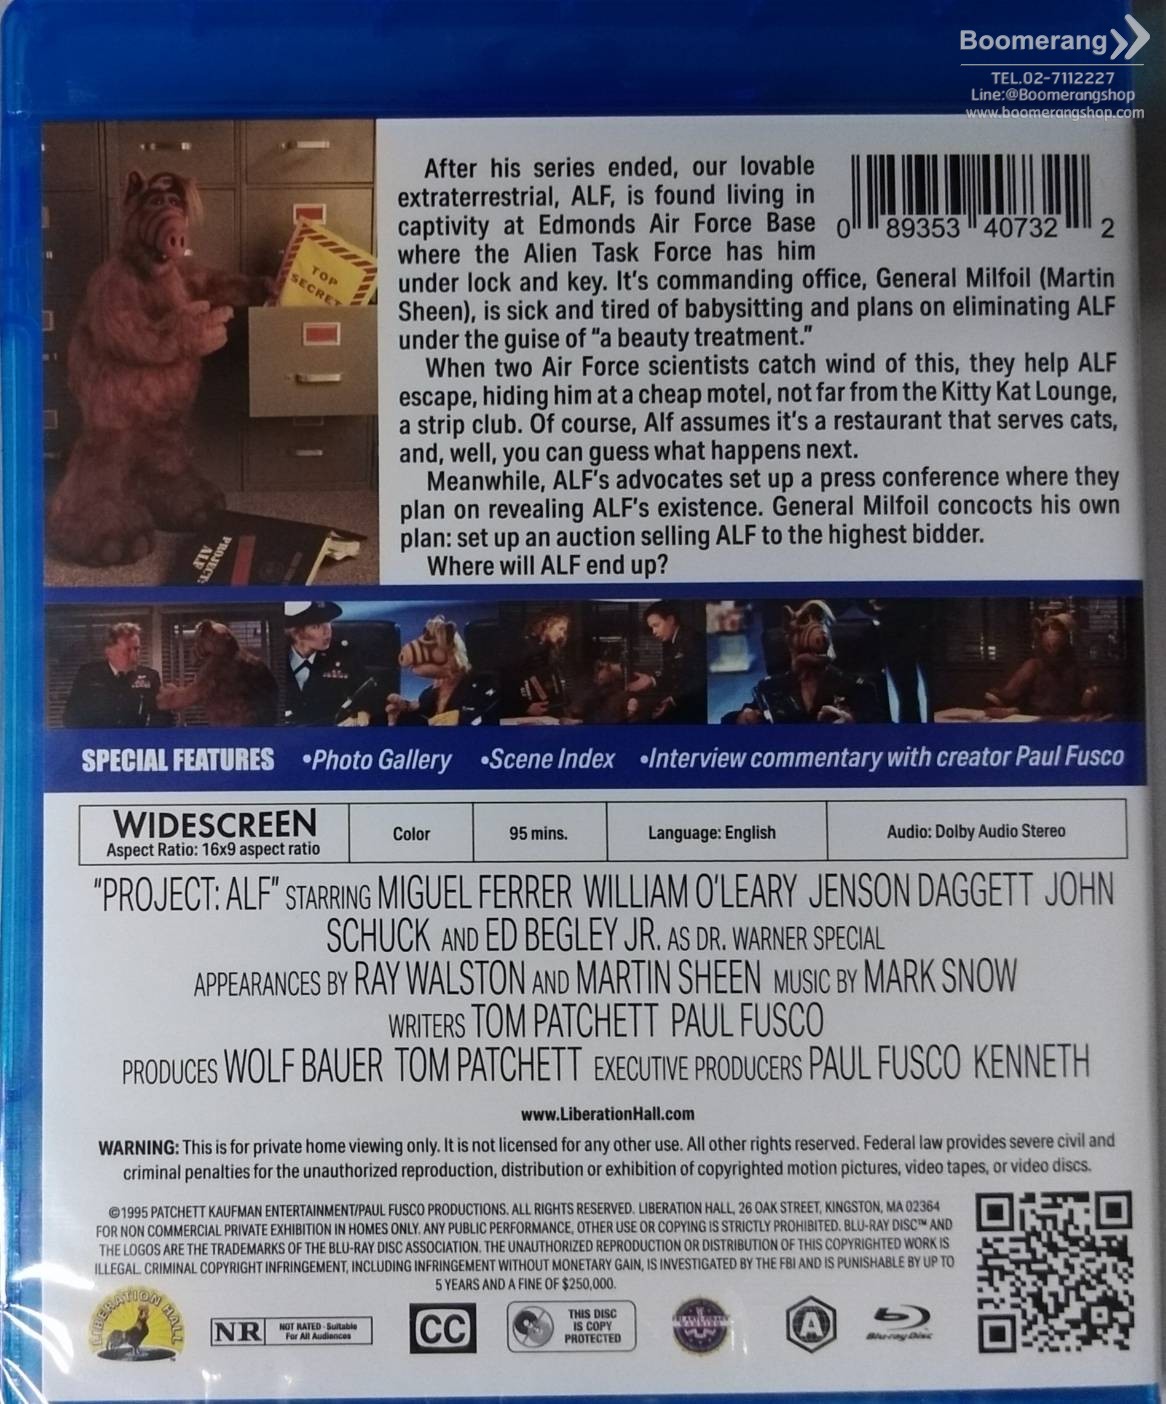 Boomerang
TEL.02-7112227
Line:@Boomerangshop
www.boomerangshop.com
TOP
SECRET
PROJECT:
ALF
After his series ended, our lovable
extraterrestrial, ALF, is found living in
captivity at Edmonds Air Force Base
where the Alien Task Force has him
under lock and key. It's commanding office, General Milfoil (Martin
Sheen), is sick and tired of babysitting and plans on eliminating ALF
under the guise of "a beauty treatment."
When two Air Force scientists catch wind of this, they help ALF
escape, hiding him at a cheap motel, not far from the Kitty Kat Lounge,
a strip club. Of course, Alf assumes it's a restaurant that serves cats,
and, well, you can guess what happens next.
Meanwhile, ALF's advocates set up a press conference where they
plan on revealing ALF's existence. General Milfoil concocts his own
plan: set up an auction selling ALF to the highest bidder.
Where will ALF end up?
0 89353 40732 2
SPECIAL FEATURES •Photo Gallery •Scene Index •Interview commentary with creator Paul Fusco
WIDESCREEN
Aspect Ratio: 16x9 aspect ratio
Color
95 mins.
Language: English
Audio: Dolby Audio Stereo
"PROJECT: ALF" STARRING MIGUEL FERRER WILLIAM O'LEARY JENSON DAGGETT JOHN
SCHUCK AND ED BEGLEY JR. AS DR. WARNER SPECIAL
APPEARANCES BY RAY WALSTON AND MARTIN SHEEN MUSIC BY MARK SNOW
WRITERS TOM PATCHETT PAUL FUSCO
PRODUCES WOLF BAUER TOM PATCHETT EXECUTIVE PRODUCERS PAUL FUSCO KENNETH
www.LiberationHall.com
WARNING: This is for private home viewing only. It is not licensed for any other use. All other rights reserved. Federal law provides severe civil and
criminal penalties for the unauthorized reproduction, distribution or exhibition of copyrighted motion pictures, video tapes, or video discs.
©1995 PATCHETT KAUFMAN ENTERTAINMENT/PAUL FUSCO PRODUCTIONS. ALL RIGHTS RESERVED. LIBERATION HALL, 26 OAK STREET, KINGSTON, MA 02364
FOR NON COMMERCIAL PRIVATE EXHIBITION IN HOMES ONLY. ANY PUBLIC PERFORMANCE, OTHER USE OR COPYING IS STRICTLY PROHIBITED. BLU-RAY DISC™ AND
THE LOGOS ARE THE TRADEMARKS OF THE BLU-RAY DISC ASSOCIATION. THE UNAUTHORIZED REPRODUCTION OR DISTRIBUTION OF THIS COPYRIGHTED WORK IS
ILLEGAL. CRIMINAL COPYRIGHT INFRINGEMENT, INCLUDING INFRINGEMENT WITHOUT MONETARY GAIN, IS INVESTIGATED BY THE FBI AND IS PUNISHABLE BY UP TO
5 YEARS AND A FINE OF $250,000.
LIBERATION HALL
NR
NOT RATED - Suitable
For All Audiences
CC
THIS DISC
IS COPY
PROTECTED
A
Blu-ray Disc